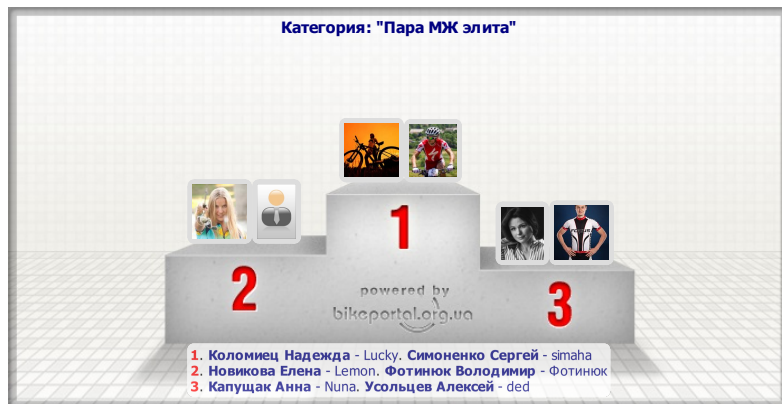 Категория: "Пара МЖ элита"
1
2
3
powered by
bikeportal.org.ua
1. Коломиец Надежда - Lucky. Симоненко Сергей - simaha
2. Новикова Елена - Lemon. Фотинюк Володимир - Фотинюк
3. Капущак Анна - Nuna. Усольцев Алексей - ded